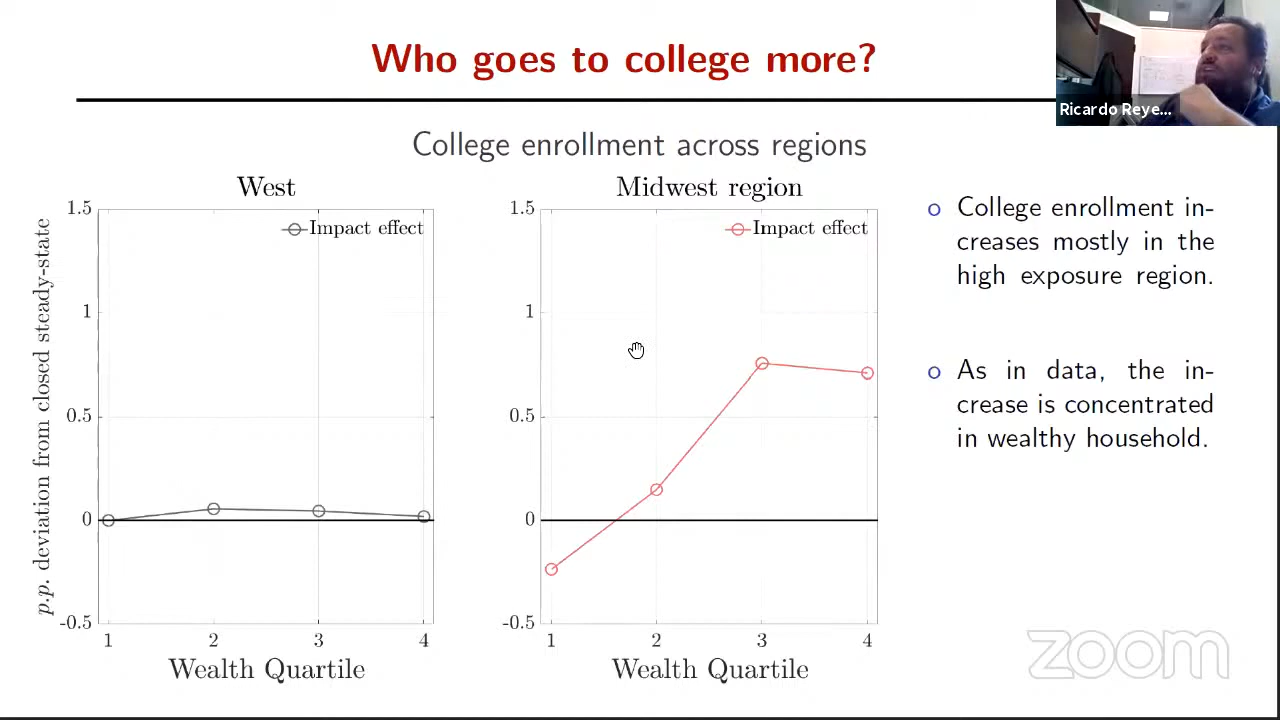 Who goes to college more?
Ricardo Reye...
College enrollment across regions
West
p.p. deviation from closed steady-state
1.5
1
0.5
0
-0.5
Impact effect
1 2 3 4
Wealth Quartile
Midwest region
1.5
1
0.5
0
-0.5
Impact effect
1 2 3 4
Wealth Quartile
o College enrollment in-
creases mostly in the
high exposure region.
o As in data, the in-
crease is concentrated
in wealthy household.
zoom